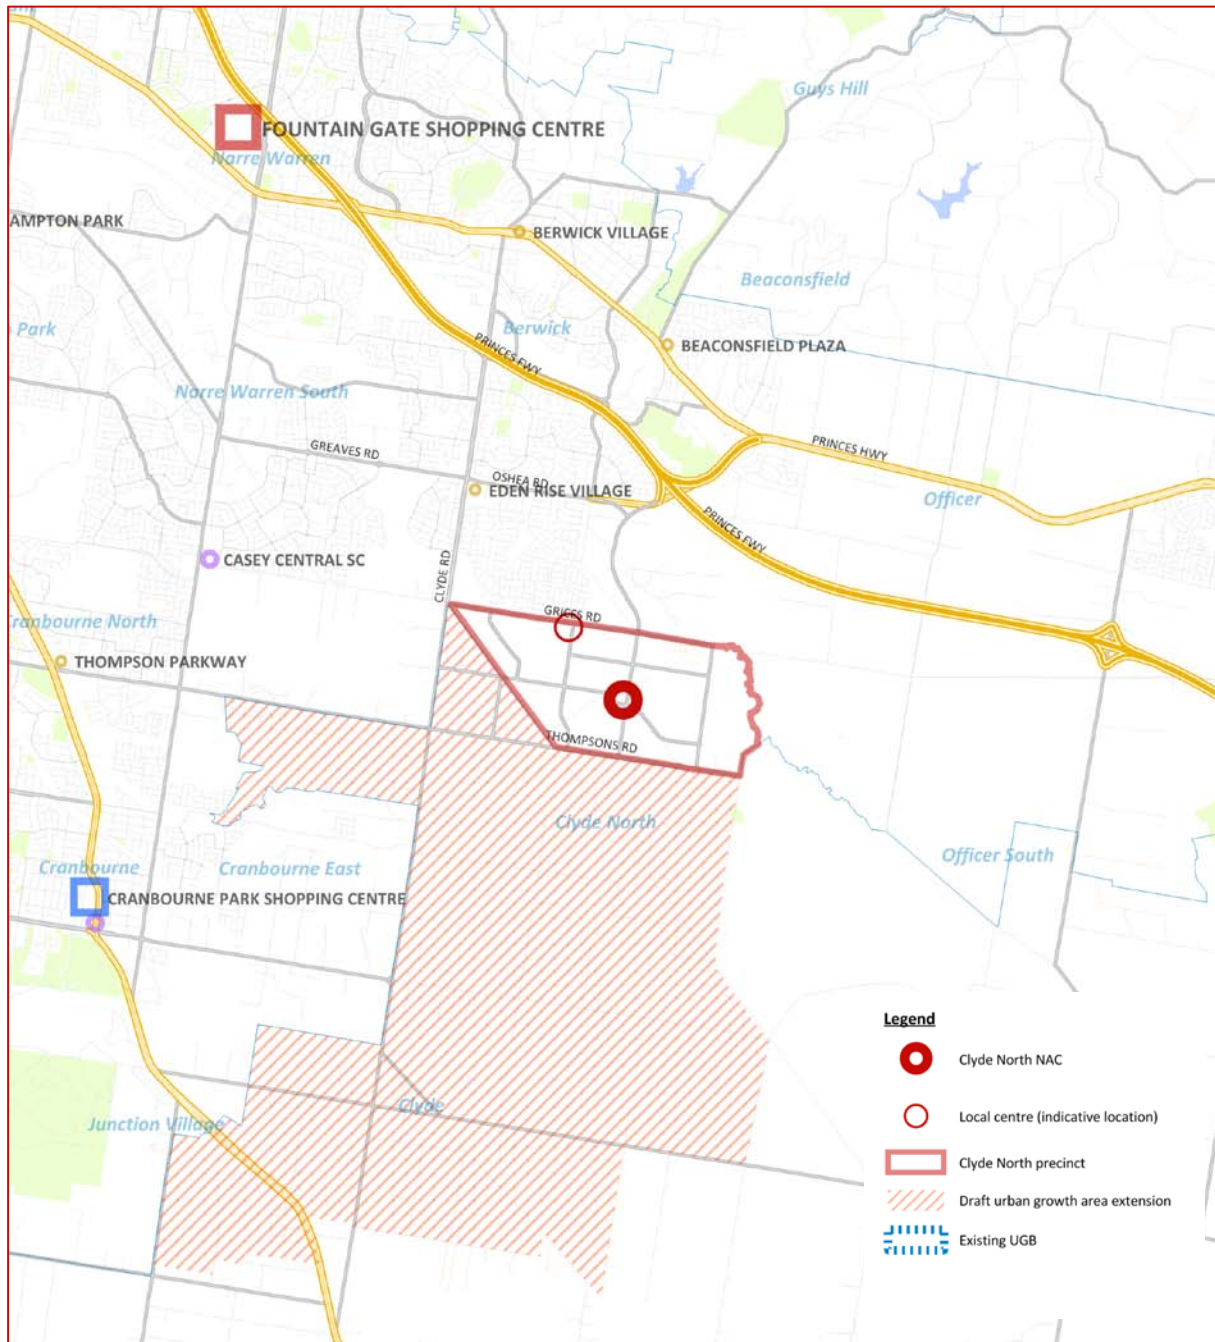 Guys Hill
FOUNTAIN GATE SHOPPING CENTRE
Narre Warren
AMPTON PARK
BERWICK VILLAGE
Beaconsfield
Park
Berwick
PRINCES FWY
BEACONSFIELD PLAZA
Narre Warren South
GREAVES RD
PRINCES HWY
OSHEA RD
EDEN RISE VILLAGE
Officer
PRINCES FWY
CASEY CENTRAL SC
CLYDE RD
GRICES RD
Cranbourne North
THOMPSON PARKWAY
THOMPSONS RD
Clyde North
Officer South
Cranbourne
Cranbourne East
CRANBOURNE PARK SHOPPING CENTRE
Clyde
Junction Village
Legend
Clyde North NAC
Local centre (indicative location)
Clyde North precinct
Draft urban growth area extension
Existing UGB